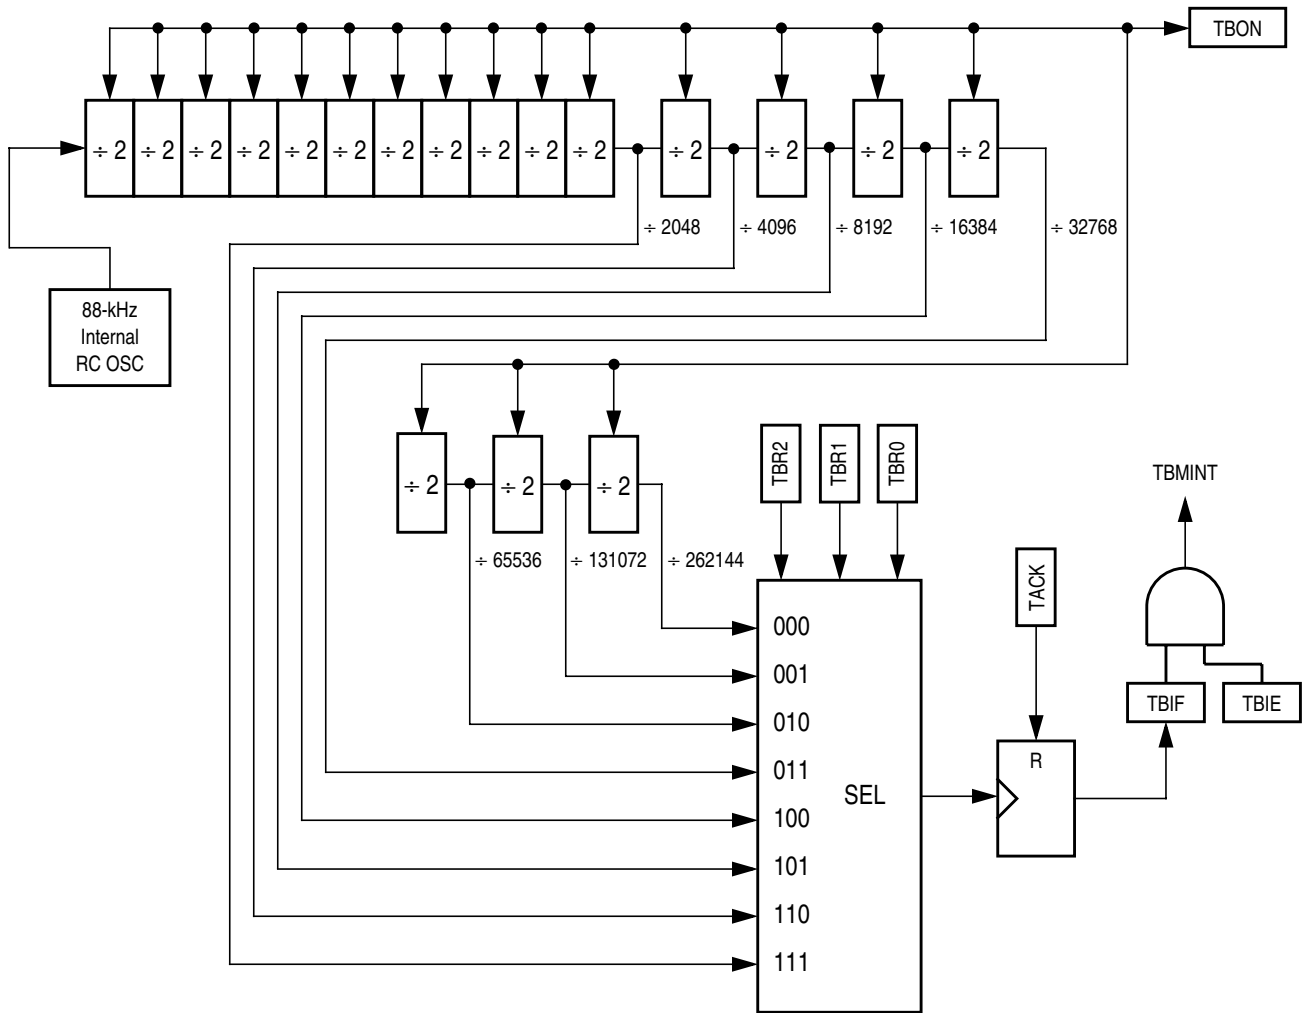 TBON
÷ 2 ÷ 2 ÷ 2 ÷ 2 ÷ 2 ÷ 2 ÷ 2 ÷ 2 ÷ 2 ÷ 2 ÷ 2 ÷ 2 ÷ 2 ÷ 2 ÷ 2
÷ 2048 ÷ 4096 ÷ 8192 ÷ 16384 ÷ 32768
88-kHz
Internal
RC OSC
÷ 2 ÷ 2 ÷ 2
÷ 65536 ÷ 131072 ÷ 262144
TBR2
TBR1
TBR0
TBMINT
TACK
000
001
010
011
100
101
110
111
SEL
R
TBIF
TBIE